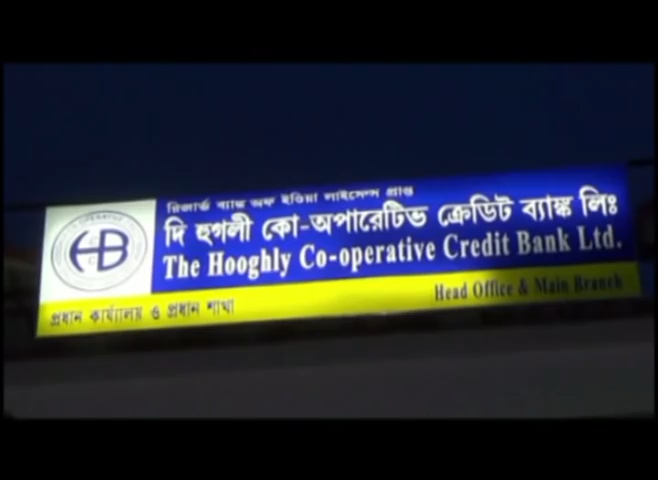 রিজার্ভ ব্যাঙ্ক অফ ইন্ডিয়া লাইসেন্স প্রাপ্ত
দি হুগলী কো-অপারেটিভ ক্রেডিট ব্যাঙ্ক লিঃ
The Hooghly Co-operative Credit Bank Ltd.
প্রধান কার্য্যালয় ও প্রধান শাখা
Head Office & Main Branch
HB